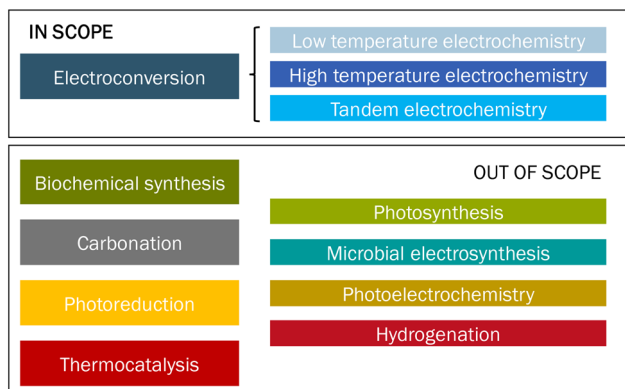 IN SCOPE
Electroconversion
Low temperature electrochemistry
High temperature electrochemistry
Tandem electrochemistry
OUT OF SCOPE
Biochemical synthesis
Carbonation
Photoreduction
Thermocatalysis
Photosynthesis
Microbial electrosynthesis
Photoelectrochemistry
Hydrogenation